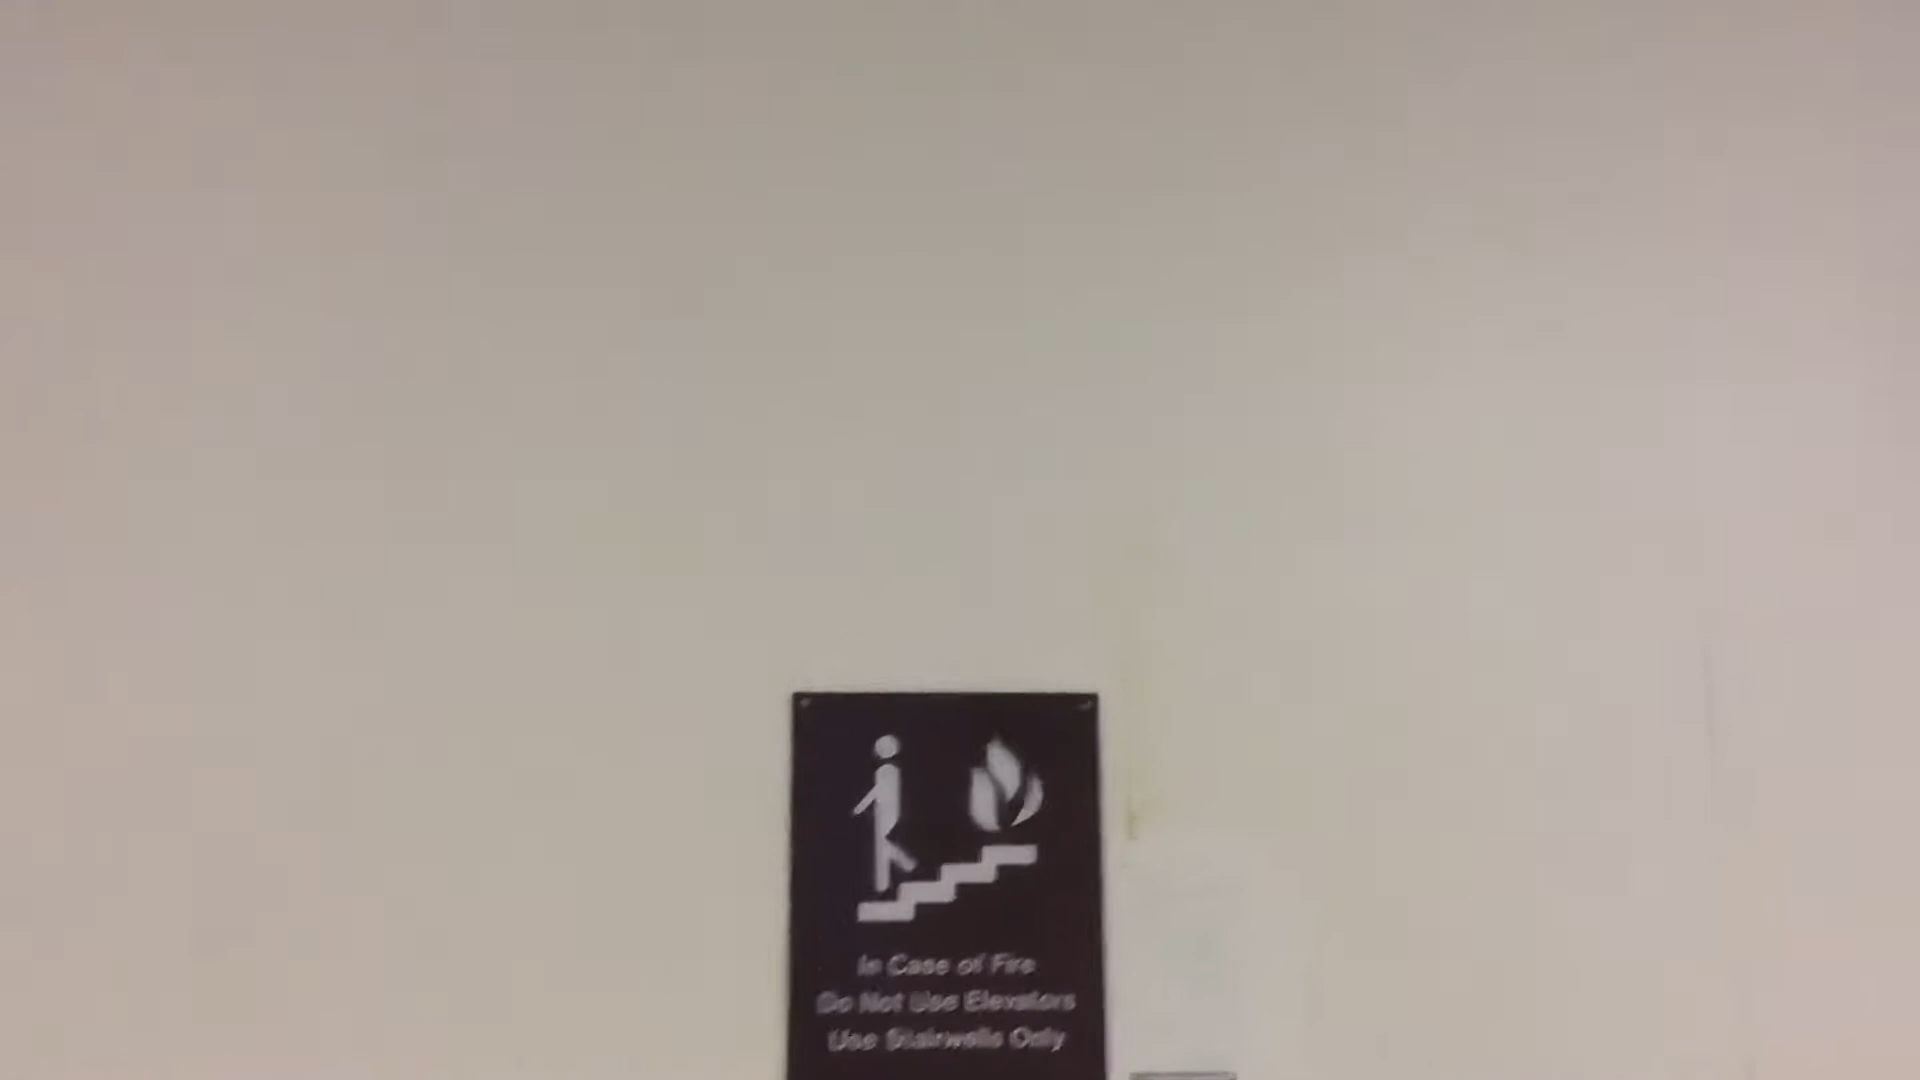 In Case of Fire
Do Not Use Elevators
Use Stairwells Only